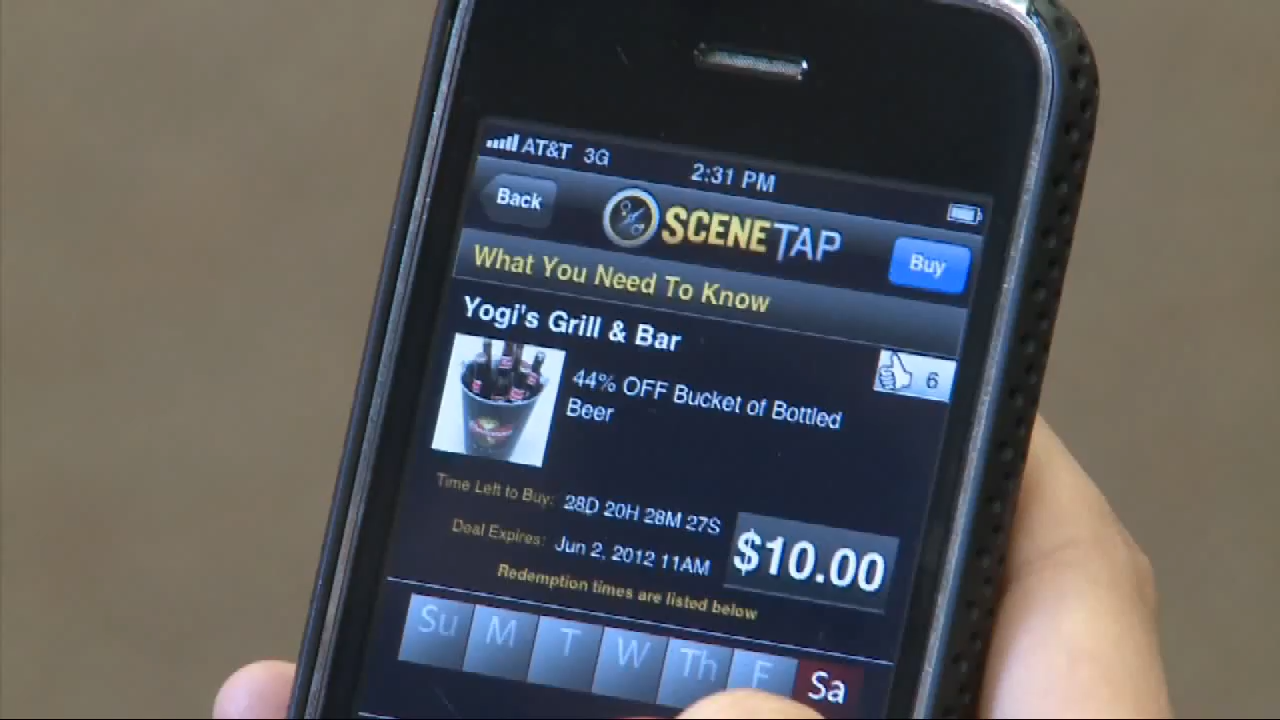 AT&T 3G 2:31 PM
Back SCENETAP Buy
What You Need To Know
Yogi's Grill & Bar
6
44% OFF Bucket of Bottled
Beer
Time Left to Buy: 28D 20H 28M 27S
Deal Expires: Jun 2, 2012 11AM
$10.00
Redemption times are listed below
Su M T W Th F Sa